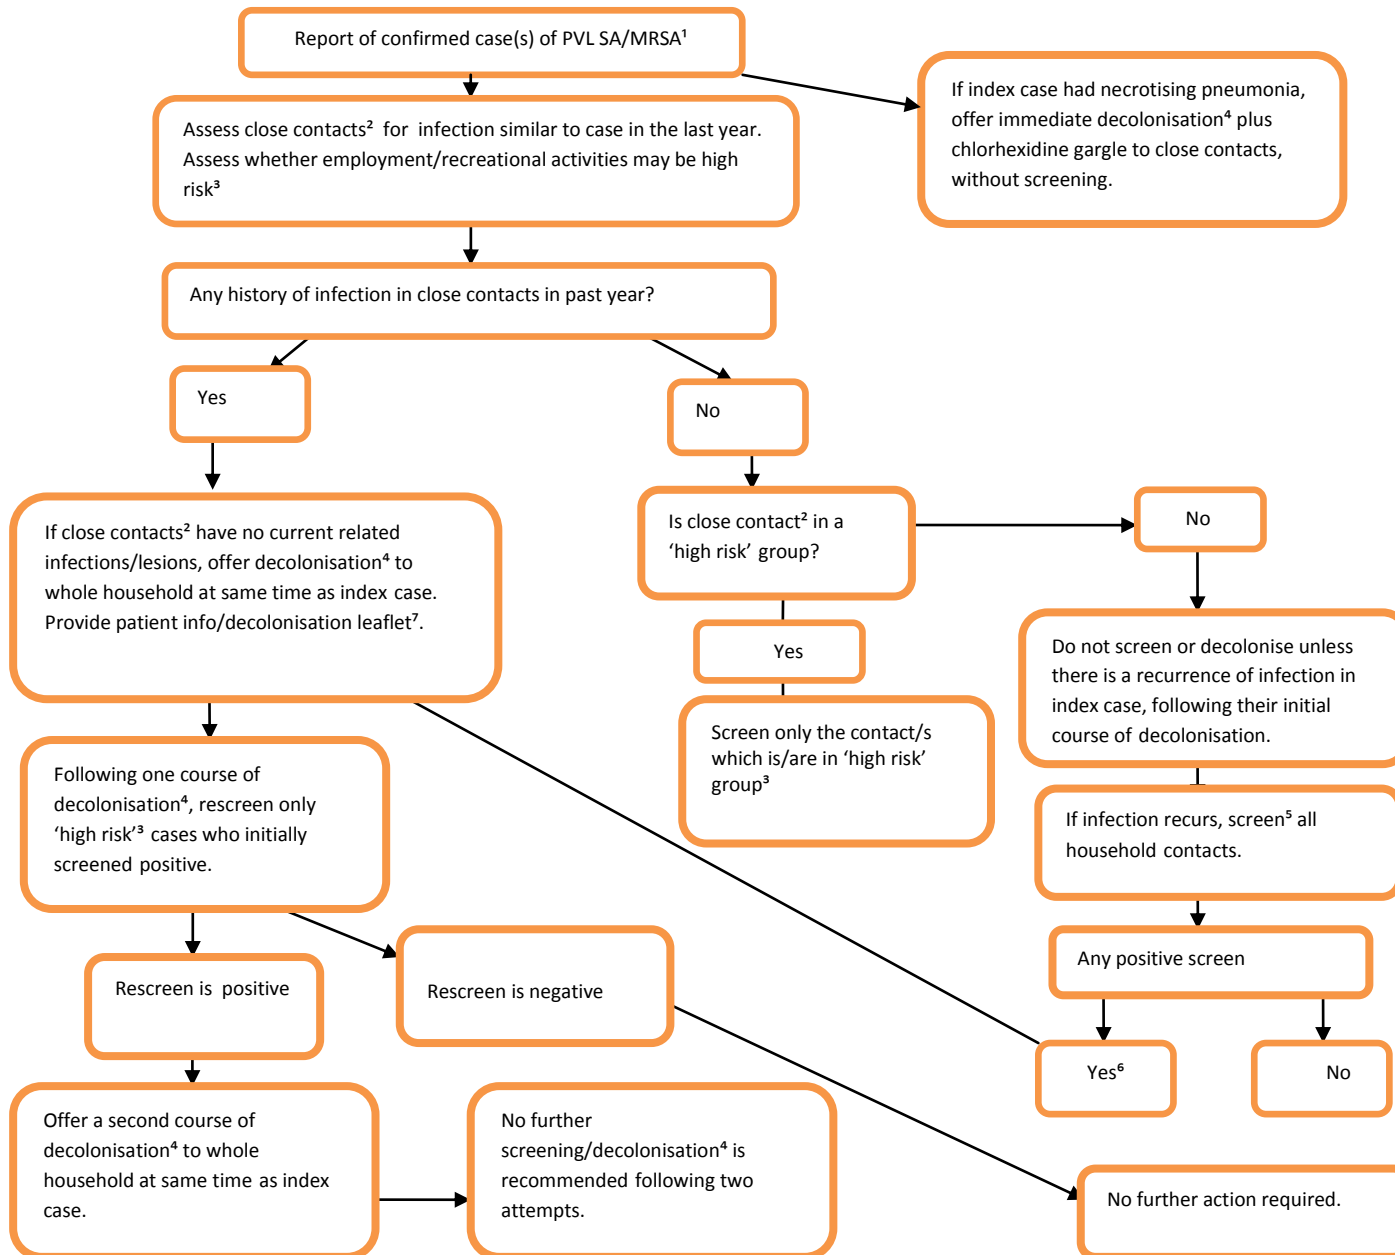 Report of confirmed case(s) of PVL SA/MRSA¹
If index case had necrotising pneumonia,
offer immediate decolonisation⁴ plus
chlorhexidine gargle to close contacts,
without screening.
Assess close contacts² for infection similar to case in the last year.
Assess whether employment/recreational activities may be high
risk³
Any history of infection in close contacts in past year?
Yes
No
If close contacts² have no current related
infections/lesions, offer decolonisation⁴ to
whole household at same time as index case.
Provide patient info/decolonisation leaflet⁷.
Is close contact² in a
‘high risk’ group?
No
Yes
Do not screen or decolonise unless
there is a recurrence of infection in
index case, following their initial
course of decolonisation.
Screen only the contact/s
which is/are in ‘high risk’
group³
Following one course of
decolonisation⁴, rescreen only
‘high risk’³ cases who initially
screened positive.
If infection recurs, screen⁵ all
household contacts.
Any positive screen
Rescreen is positive
Rescreen is negative
Yes⁶
No
Offer a second course of
decolonisation⁴ to whole
household at same time as index
case.
No further
screening/decolonisation⁴ is
recommended following two
attempts.
No further action required.